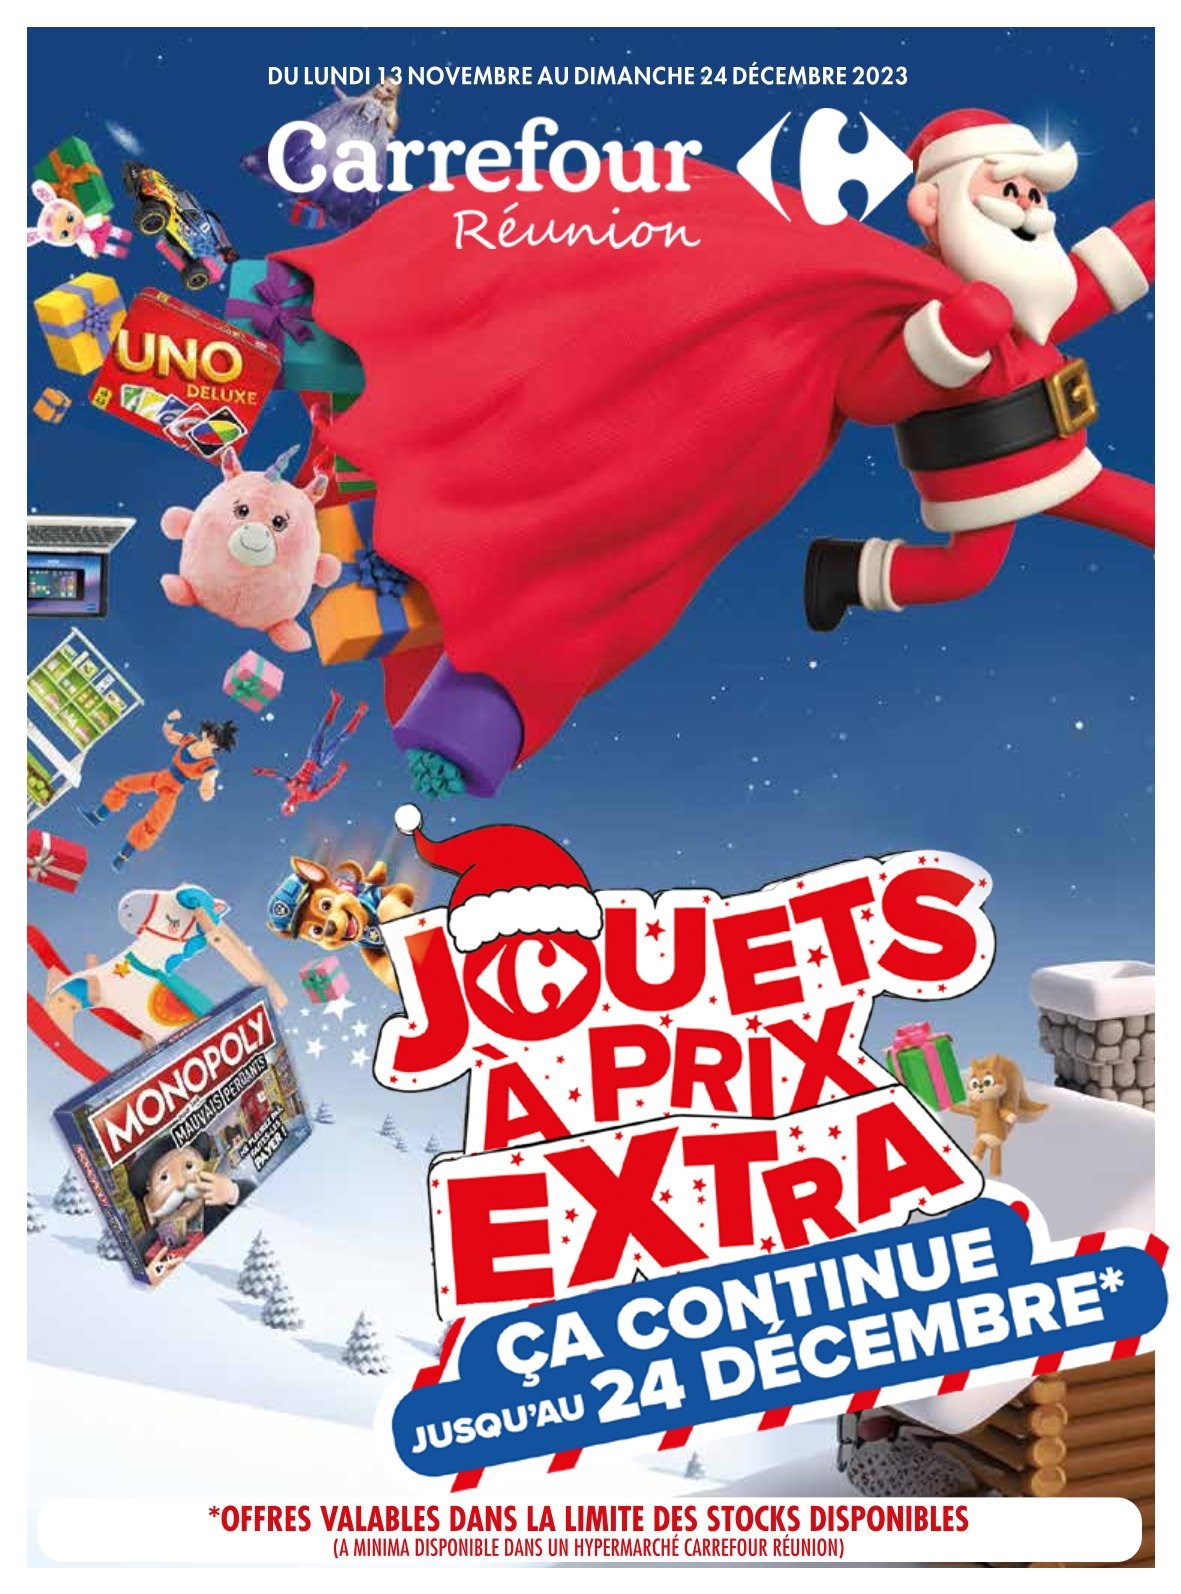 DU LUNDI 13 NOVEMBRE AU DIMANCHE 24 DÉCEMBRE 2023
Carrefour
Réunion
UNO
DELUXE
JOUETS
À PRIX
EXTRA
MONOPOLY
MAUVAIS PERDANTS
PAYER !
ÇA CONTINUE
JUSQU'AU 24 DÉCEMBRE*
*OFFRES VALABLES DANS LA LIMITE DES STOCKS DISPONIBLES
(A MINIMA DISPONIBLE DANS UN HYPERMARCHÉ CARREFOUR RÉUNION)